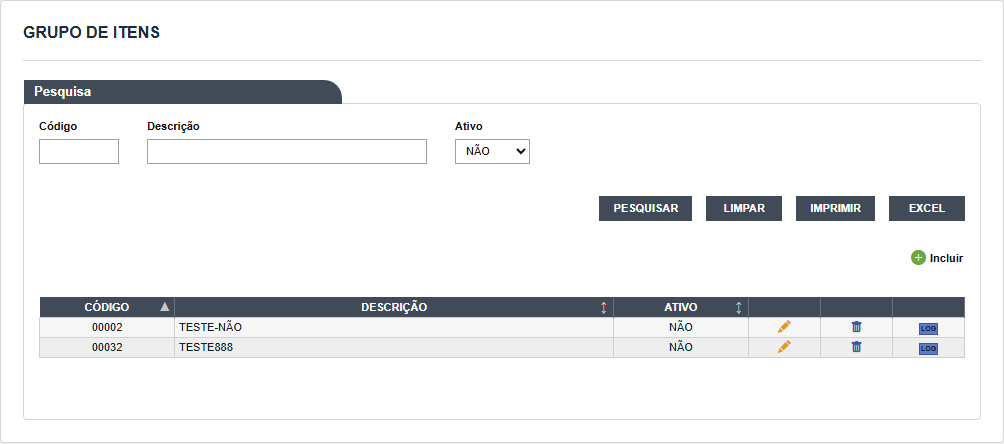 GRUPO DE ITENS
Pesquisa
Código Descrição Ativo
NÃO
PESQUISAR LIMPAR IMPRIMIR EXCEL
Incluir
CÓDIGO DESCRIÇÃO ATIVO
00002 TESTE-NÃO NÃO LOG
00032 TESTE888 NÃO LOG